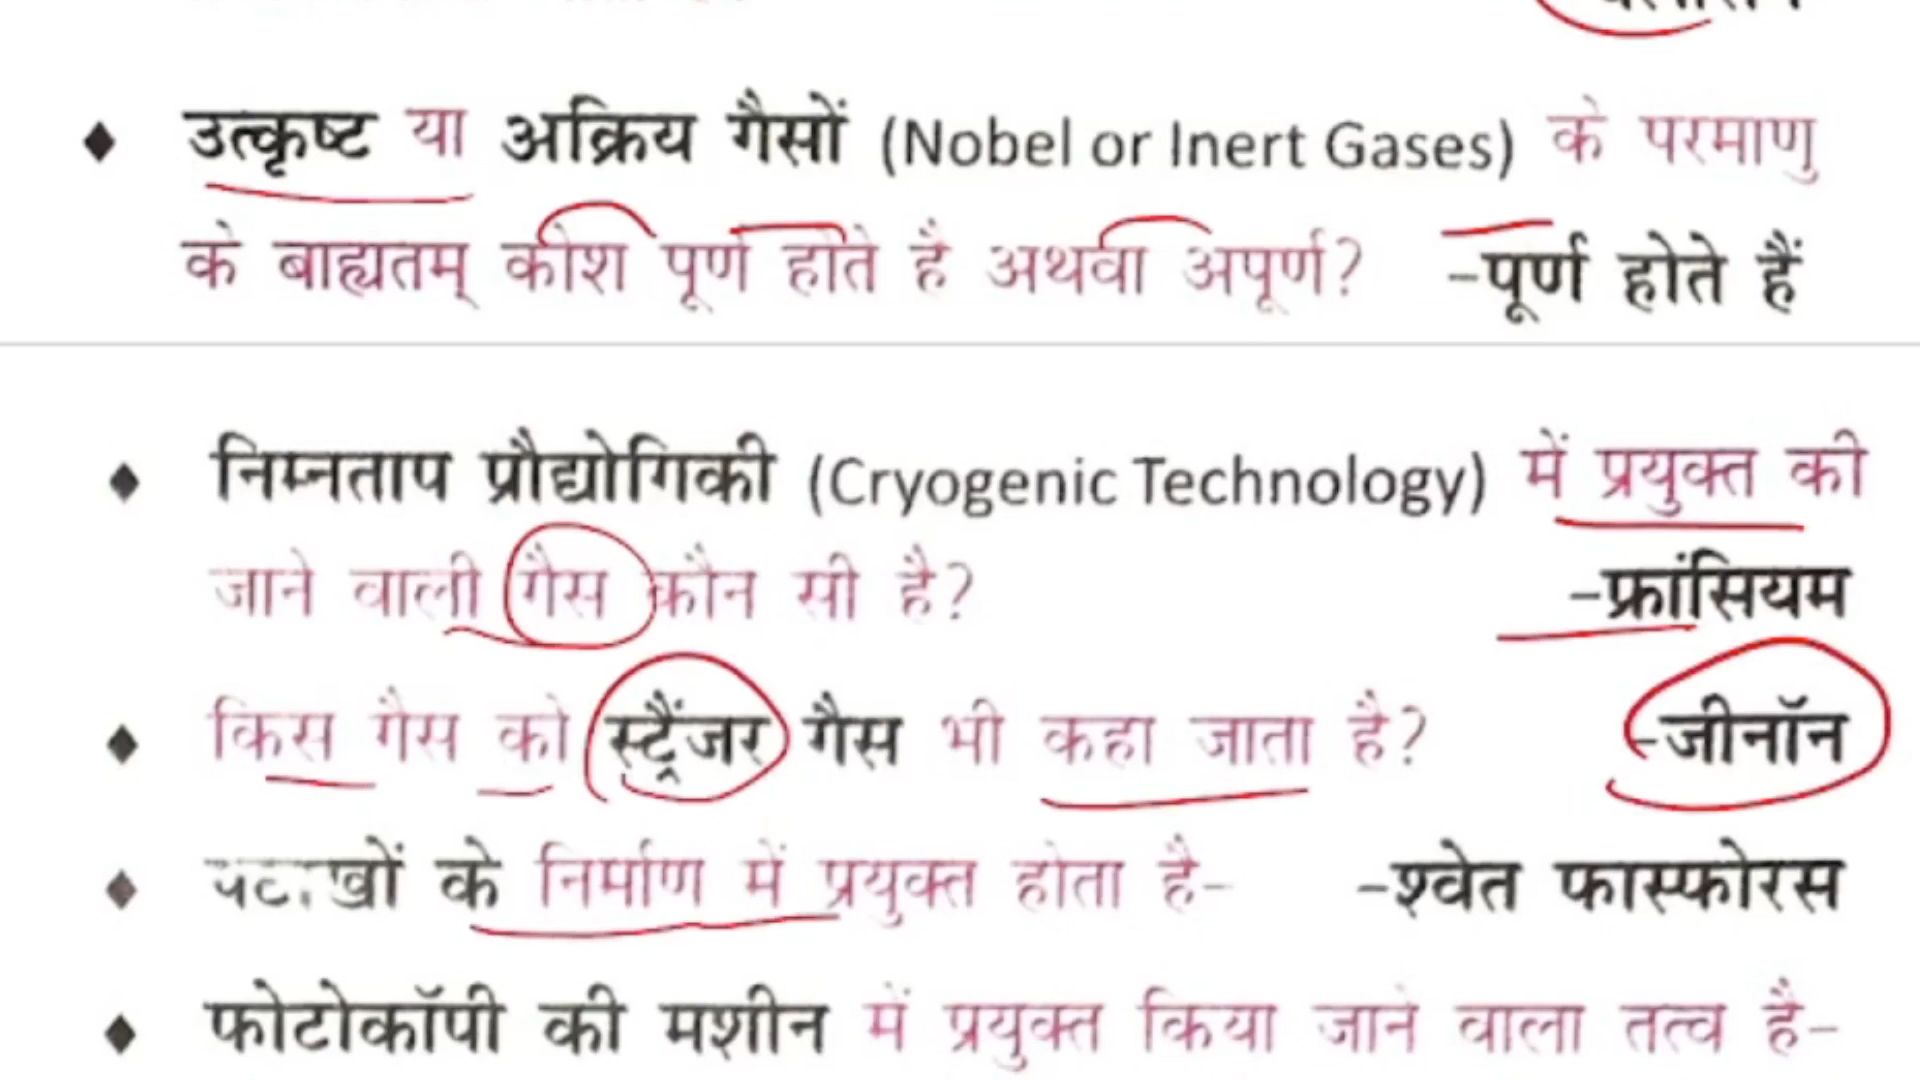 ♦ उत्कृष्ट या अक्रिय गैसों (Nobel or Inert Gases) के परमाणु
के बाह्यतम् कोश पूर्ण होते है अथवा अपूर्ण? -पूर्ण होते हैं
♦ निम्नताप प्रौद्योगिकी (Cryogenic Technology) में प्रयुक्त की
जाने वाली गैस कौन सी है? -फ्रांसियम
♦ किस गैस को स्ट्रैंजर गैस भी कहा जाता है? -जीनॉन
♦ पटाखों के निर्माण में प्रयुक्त होता है- -श्वेत फास्फोरस
♦ फोटोकॉपी की मशीन में प्रयुक्त किया जाने वाला तत्व है-